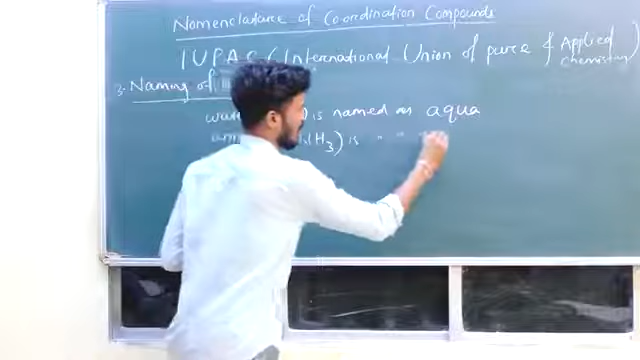 Nomenclature of Coordination Compounds
IUPAC (International Union of pure & Applied Chemistry)
3. Naming of
is named as aqua
H3) is " "